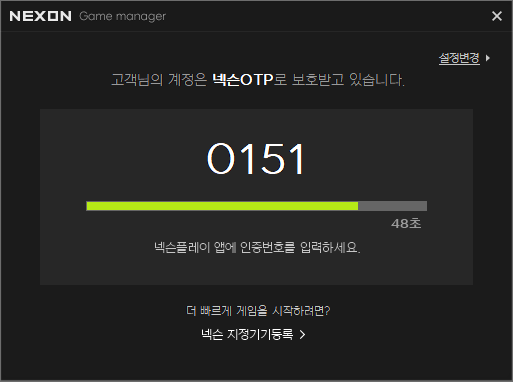 NEXON Game manager
설정변경
고객님의 계정은 넥슨OTP로 보호받고 있습니다.
0151
48초
넥슨플레이 앱에 인증번호를 입력하세요.
더 빠르게 게임을 시작하려면?
넥슨 지정기기등록 >